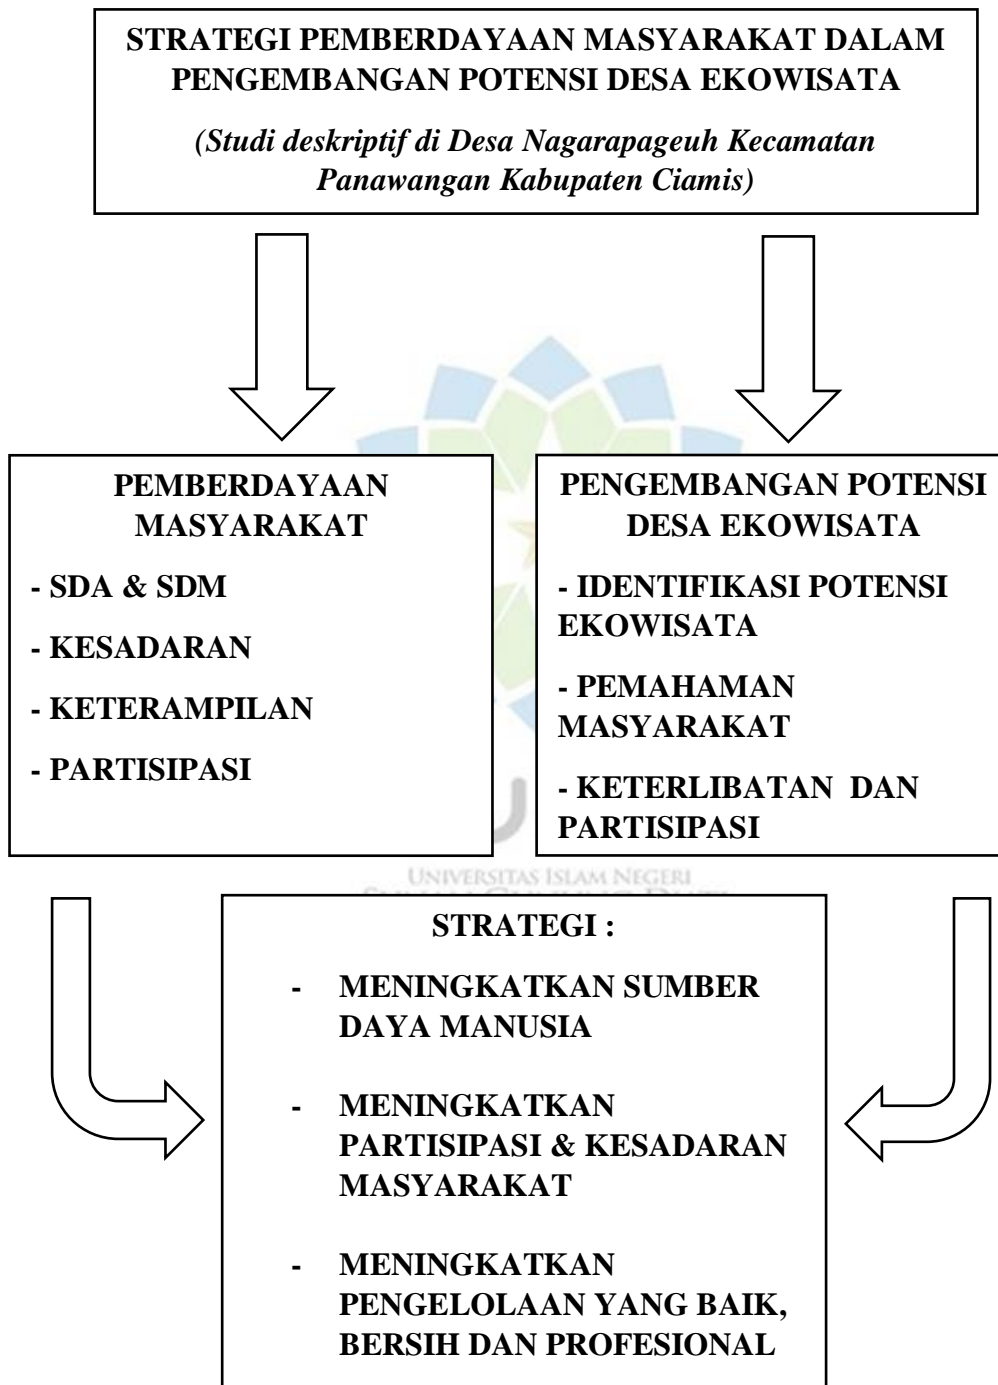 STRATEGI PEMBERDAYAAN MASYARAKAT DALAM
PENGEMBANGAN POTENSI DESA EKOWISATA
(Studi deskriptif di Desa Nagarapageuh Kecamatan
Panawangan Kabupaten Ciamis)
PEMBERDAYAAN
MASYARAKAT
- SDA & SDM
- KESADARAN
- KETERAMPILAN
- PARTISIPASI
PENGEMBANGAN POTENSI
DESA EKOWISATA
- IDENTIFIKASI POTENSI
EKOWISATA
- PEMAHAMAN
MASYARAKAT
- KETERLIBATAN DAN
PARTISIPASI
UNIVERSITAS ISLAM NEGERI
STRATEGI :
- MENINGKATKAN SUMBER
DAYA MANUSIA
- MENINGKATKAN
PARTISIPASI & KESADARAN
MASYARAKAT
- MENINGKATKAN
PENGELOLAAN YANG BAIK,
BERSIH DAN PROFESIONAL